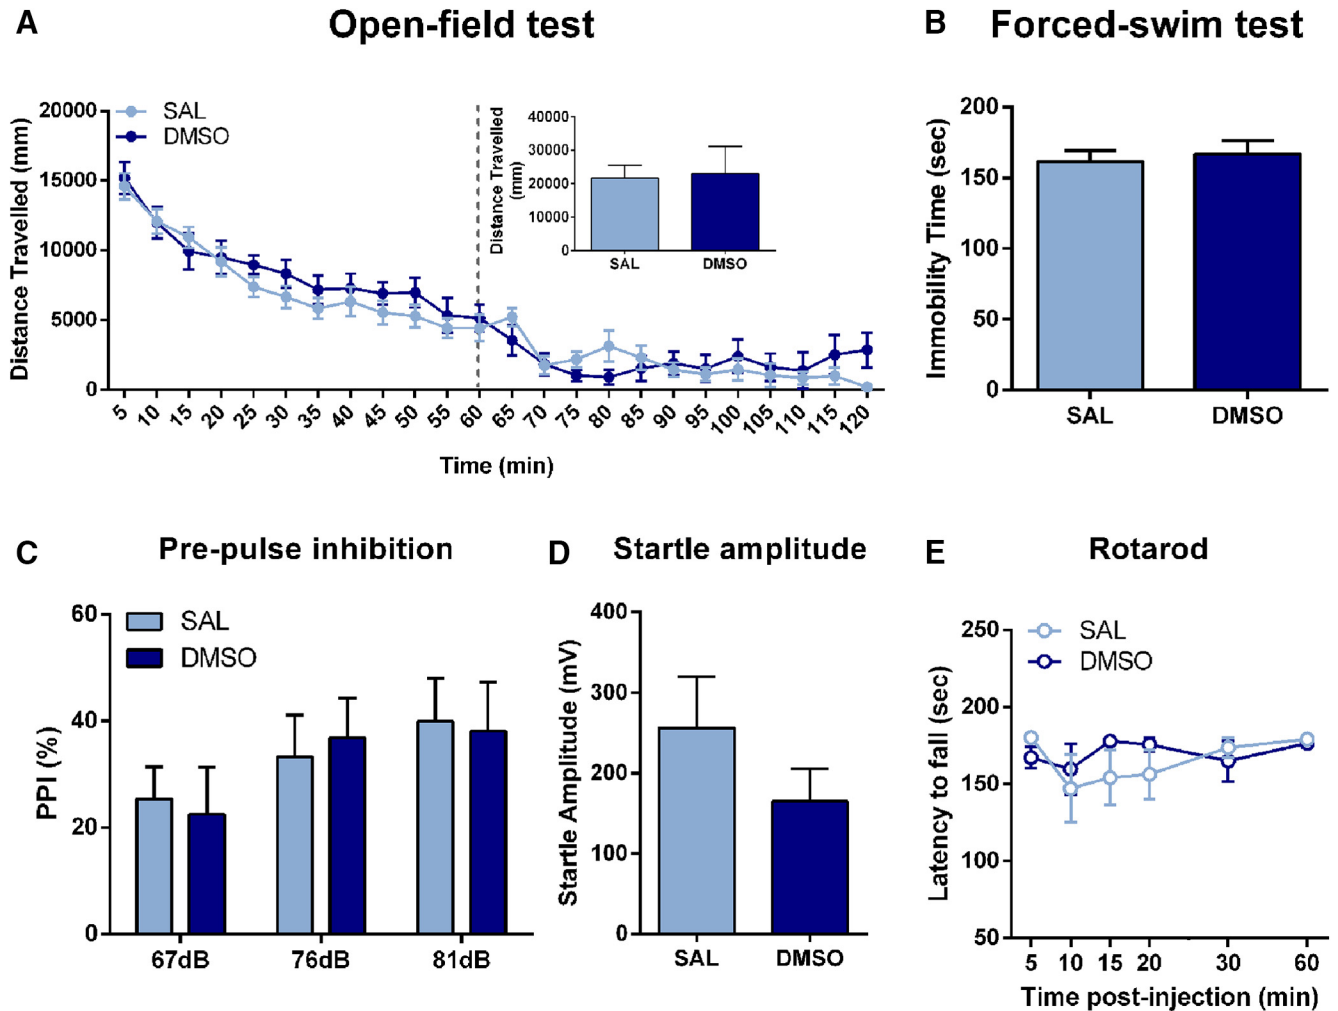 A
Open-field test
SAL
DMSO
Distance Travelled (mm)
20000
15000
10000
5000
0
5
10
15
20
25
30
35
40
45
50
55
60
65
70
75
80
85
90
95
100
105
110
115
120
Time (min)
Distance Travelled
(mm)
40000
30000
20000
10000
0
SAL
DMSO
B
Forced-swim test
Immobility Time (sec)
200
150
100
50
0
SAL
DMSO
C
Pre-pulse inhibition
SAL
DMSO
PPI (%)
60
40
20
0
67dB
76dB
81dB
D
Startle amplitude
Startle Amplitude (mV)
400
300
200
100
0
SAL
DMSO
E
Rotarod
SAL
DMSO
Latency to fall (sec)
250
200
150
100
50
5
10
15
20
30
60
Time post-injection (min)